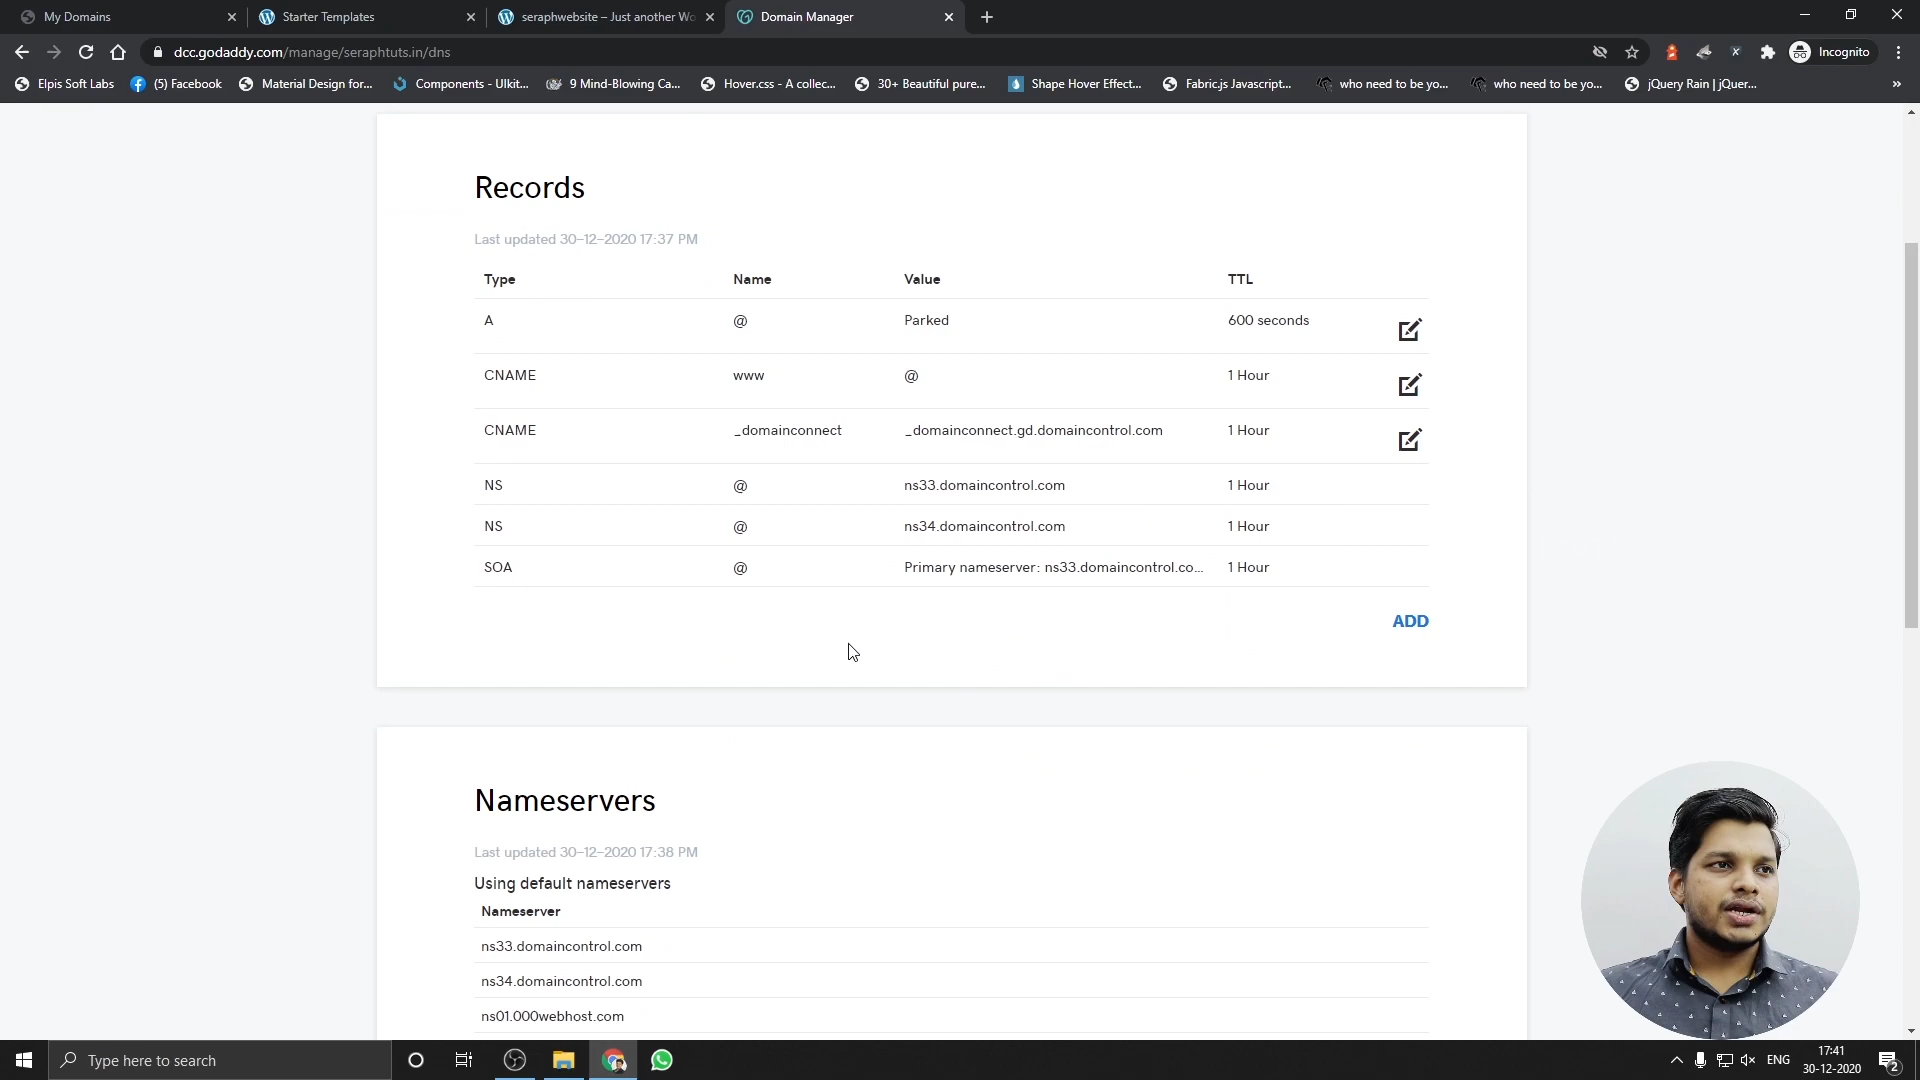 My Domains
Starter Templates
seraphwebsite – Just another Wo
Domain Manager
dcc.godaddy.com/manage/seraphtuts.in/dns
Incognito
Elpis Soft Labs
(5) Facebook
Material Design for...
Components - UIkit...
9 Mind-Blowing Ca...
Hover.css - A collec...
30+ Beautiful pure...
Shape Hover Effect...
Fabric.js Javascript...
who need to be yo...
who need to be yo...
jQuery Rain | jQuer...
»
Records
Last updated 30-12-2020 17:37 PM
Type Name Value TTL
A @ Parked 600 seconds
CNAME www @ 1 Hour
CNAME _domainconnect _domainconnect.gd.domaincontrol.com 1 Hour
NS @ ns33.domaincontrol.com 1 Hour
NS @ ns34.domaincontrol.com 1 Hour
SOA @ Primary nameserver: ns33.domaincontrol.co... 1 Hour
ADD
Nameservers
Last updated 30-12-2020 17:38 PM
Using default nameservers
Nameserver
ns33.domaincontrol.com
ns34.domaincontrol.com
ns01.000webhost.com
Type here to search
ENG
17:41
30-12-2020
2